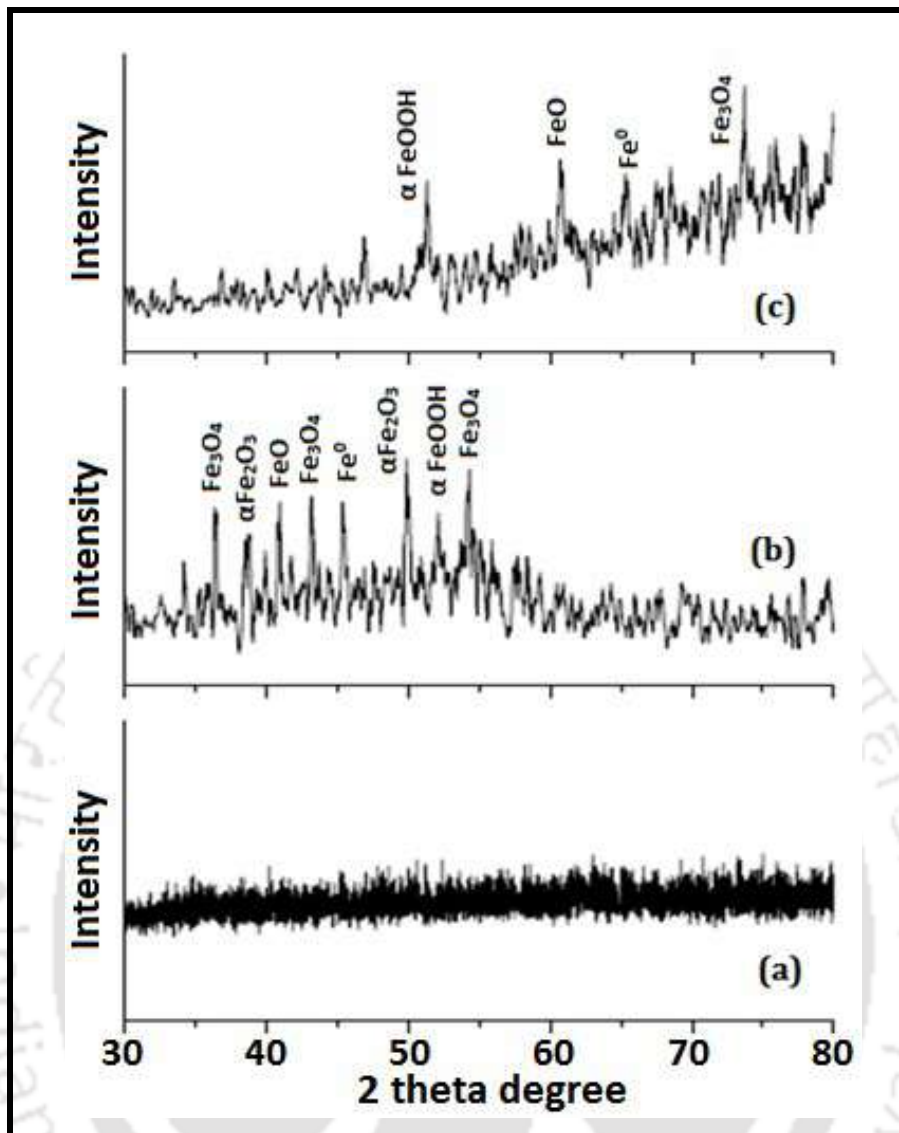 Intensity
α FeOOH
FeO
Fe⁰
Fe₃O₄
(c)
Intensity
Fe₃O₄
αFe₂O₃
FeO
Fe₃O₄
Fe⁰
αFe₂O₃
α FeOOH
Fe₃O₄
(b)
Intensity
(a)
30 40 50 60 70 80
2 theta degree